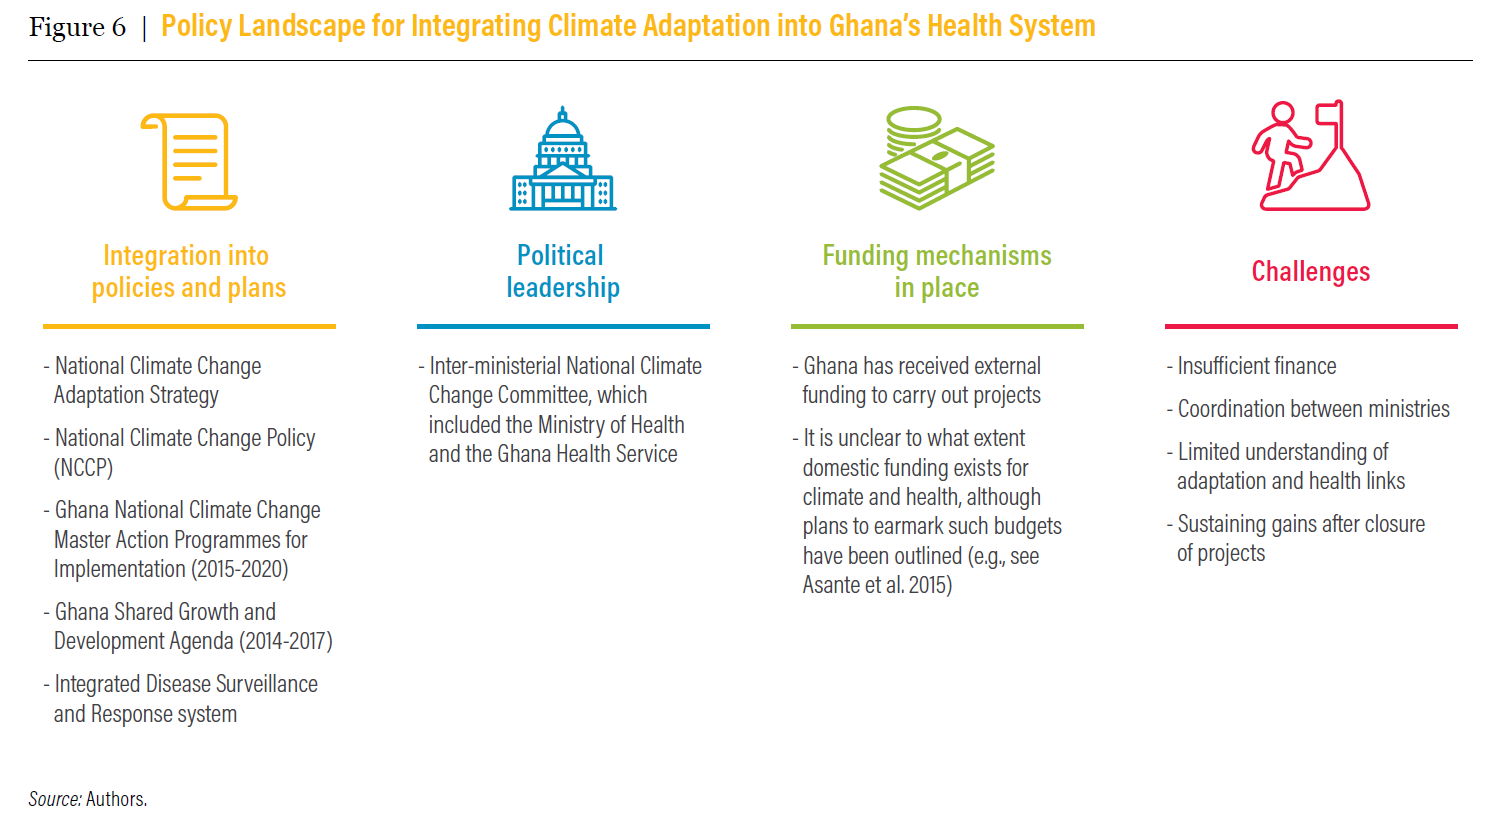 Figure 6 | Policy Landscape for Integrating Climate Adaptation into Ghana’s Health System
Integration into
policies and plans
- National Climate Change
Adaptation Strategy
- National Climate Change Policy
(NCCP)
- Ghana National Climate Change
Master Action Programmes for
Implementation (2015-2020)
- Ghana Shared Growth and
Development Agenda (2014-2017)
- Integrated Disease Surveillance
and Response system
Political
leadership
- Inter-ministerial National Climate
Change Committee, which
included the Ministry of Health
and the Ghana Health Service
Funding mechanisms
in place
- Ghana has received external
funding to carry out projects
- It is unclear to what extent
domestic funding exists for
climate and health, although
plans to earmark such budgets
have been outlined (e.g., see
Asante et al. 2015)
Challenges
- Insufficient finance
- Coordination between ministries
- Limited understanding of
adaptation and health links
- Sustaining gains after closure
of projects
Source: Authors.